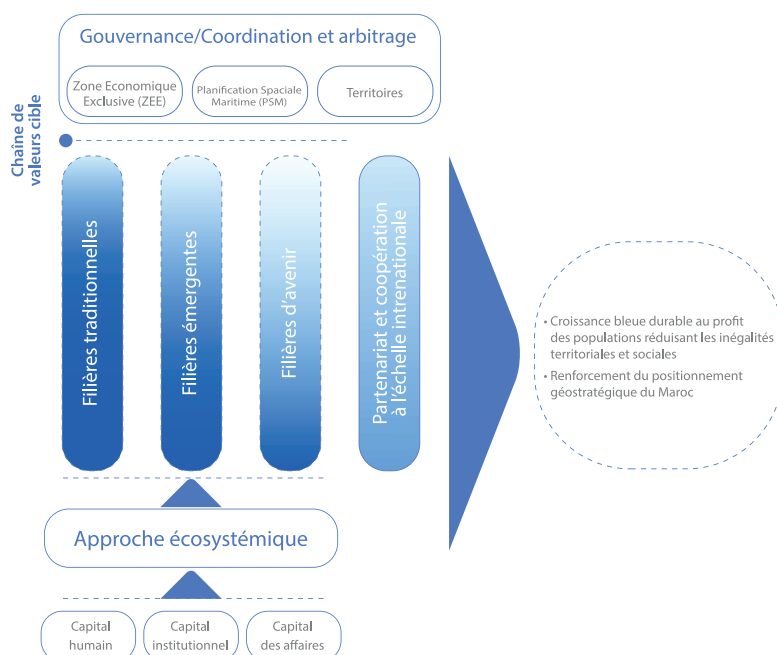 Gouvernance/Coordination et arbitrage
Zone Economique
Exclusive (ZEE)
Planification Spaciale
Maritime (PSM)
Territoires
Chaîne de
valeurs cible
Filières traditionnelles
Filières émergentes
Filières d'avenir
Partenariat et coopération
à l'échelle intrenationale
• Croissance bleue durable au profit
des populations réduisant les inégalités
territoriales et sociales
• Renforcement du positionnement
géostratégique du Maroc
Approche écosystémique
Capital
humain
Capital
institutionnel
Capital
des affaires